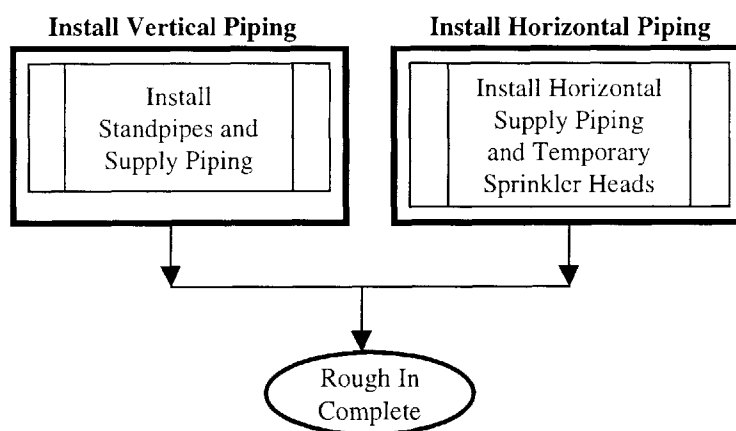 Install Vertical Piping
Install
Standpipes and
Supply Piping
Install Horizontal Piping
Install Horizontal
Supply Piping
and Temporary
Sprinkler Heads
Rough In
Complete